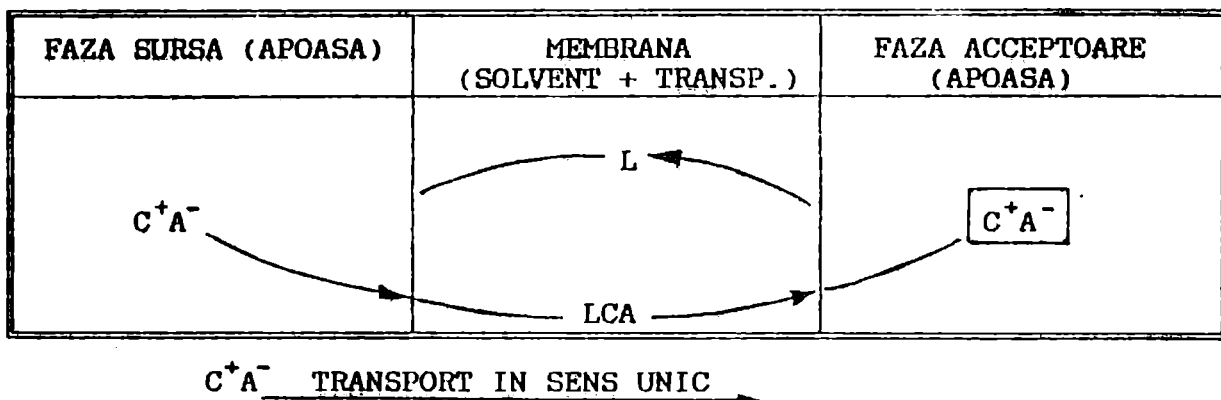 FAZA SURSA (APOASA)
MEMBRANA
(SOLVENT + TRANSP.)
FAZA ACCEPTOARE
(APOASA)
L
C⁺A⁻
C⁺A⁻
LCA
C⁺A⁻ TRANSPORT IN SENS UNIC